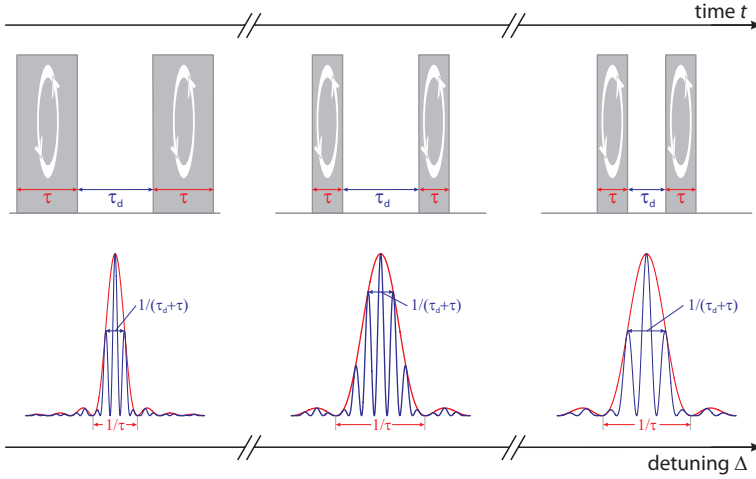 time t
τ τd τ
τ τd τ
τ τd τ
1/(τd+τ)
1/(τd+τ)
1/(τd+τ)
1/τ
1/τ
1/τ
detuning Δ